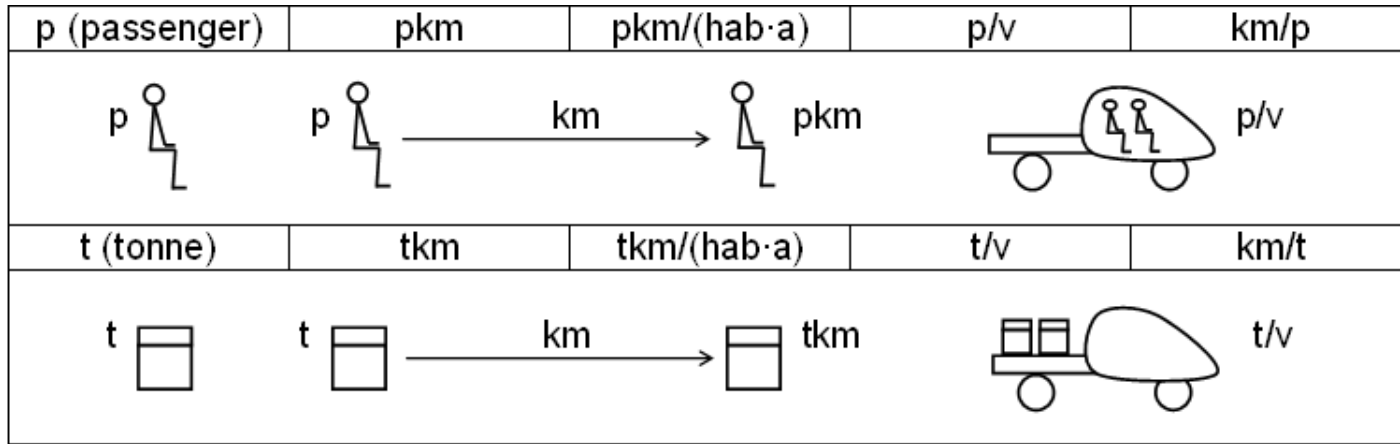 p (passenger) pkm pkm/(hab·a) p/v km/p
p p km pkm p/v
t (tonne) tkm tkm/(hab·a) t/v km/t
t t km tkm t/v